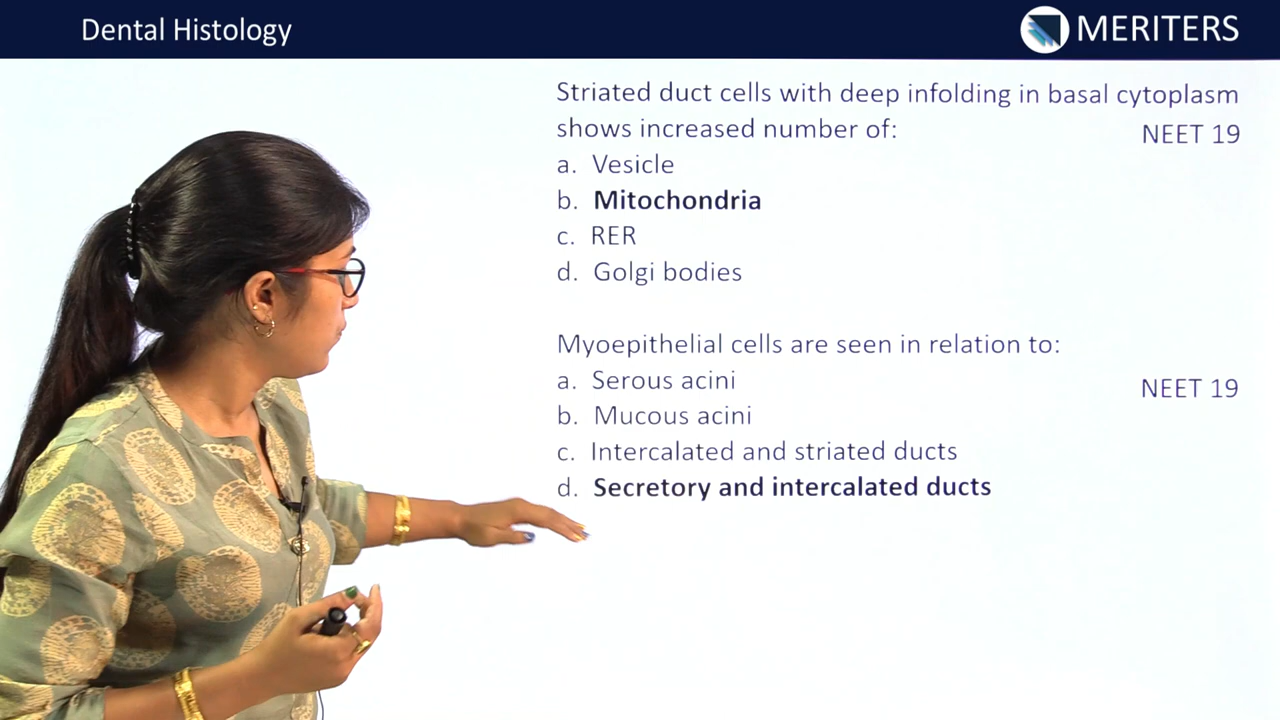 Dental Histology
MERITERS
Striated duct cells with deep infolding in basal cytoplasm
shows increased number of:
NEET 19
a. Vesicle
b. Mitochondria
c. RER
d. Golgi bodies
Myoepithelial cells are seen in relation to:
a. Serous acini
NEET 19
b. Mucous acini
c. Intercalated and striated ducts
d. Secretory and intercalated ducts